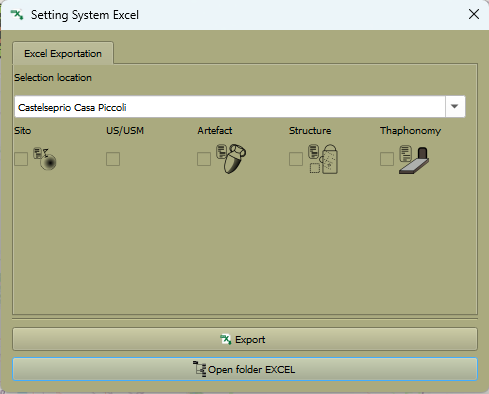 Setting System Excel
Excel Exportation
Selection location
Castelseprio Casa Piccoli
Sito US/USM Artefact Structure Thaphonomy
Export
Open folder EXCEL